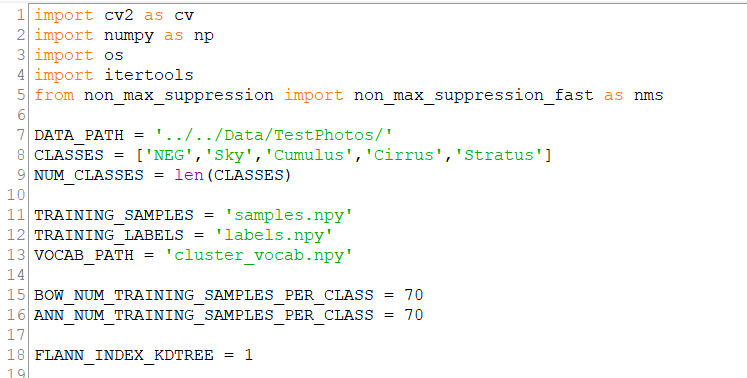 1 import cv2 as cv
2 import numpy as np
3 import os
4 import itertools
5 from non_max_suppression import non_max_suppression_fast as nms
6
7 DATA_PATH = '../../Data/TestPhotos/'
8 CLASSES = ['NEG','Sky','Cumulus','Cirrus','Stratus']
9 NUM_CLASSES = len(CLASSES)
10
11 TRAINING_SAMPLES = 'samples.npy'
12 TRAINING_LABELS = 'labels.npy'
13 VOCAB_PATH = 'cluster_vocab.npy'
14
15 BOW_NUM_TRAINING_SAMPLES_PER_CLASS = 70
16 ANN_NUM_TRAINING_SAMPLES_PER_CLASS = 70
17
18 FLANN_INDEX_KDTREE = 1
19